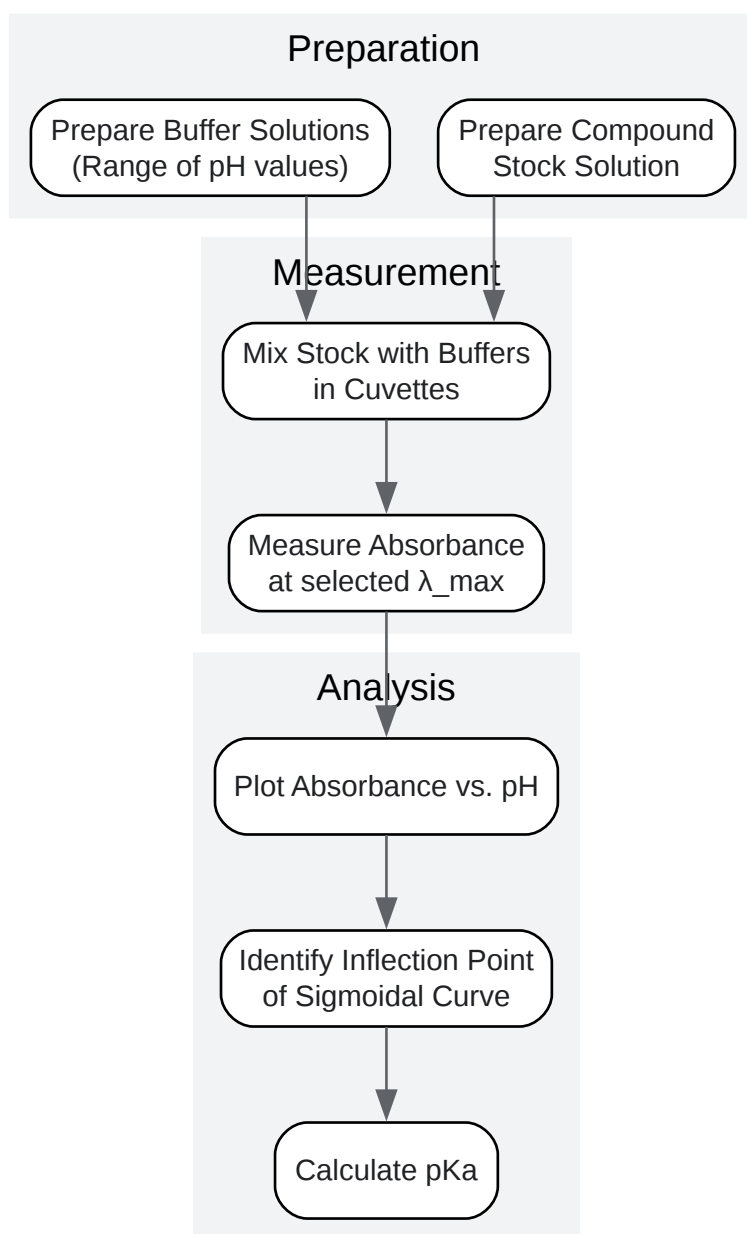 Preparation
Prepare Buffer Solutions
(Range of pH values)
Prepare Compound
Stock Solution
Measurement
Mix Stock with Buffers
in Cuvettes
Measure Absorbance
at selected λ_max
Analysis
Plot Absorbance vs. pH
Identify Inflection Point
of Sigmoidal Curve
Calculate pKa